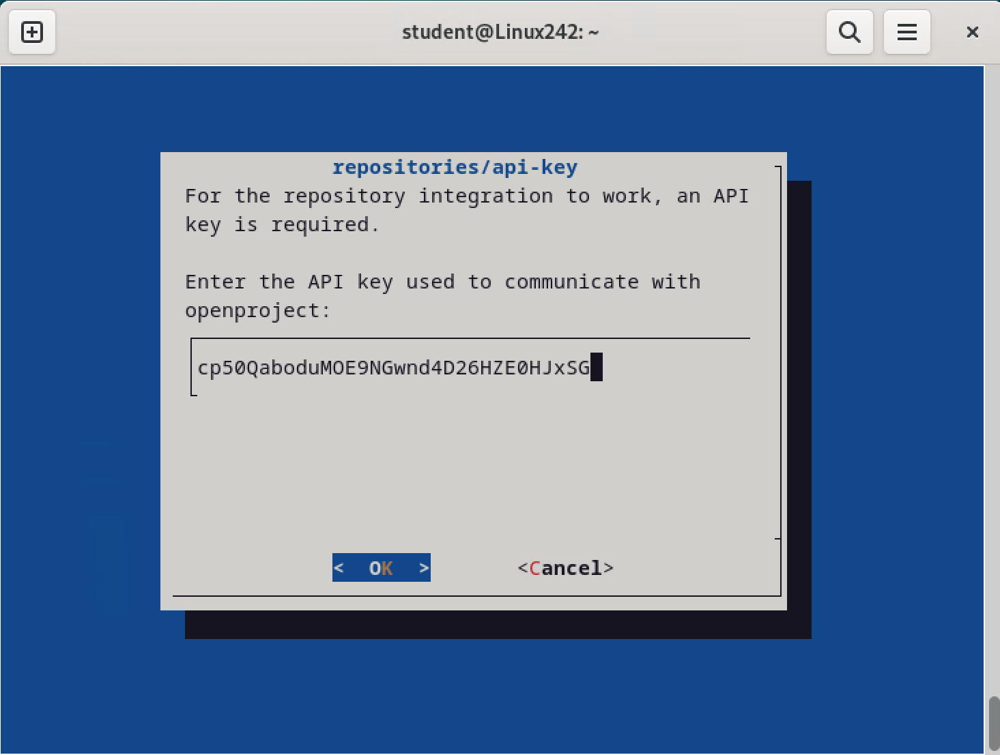 student@Linux242: ~
repositories/api-key
For the repository integration to work, an API
key is required.
Enter the API key used to communicate with
openproject:
cp50QaboduMOE9NGwnd4D26HZE0HJxSG
<  OK  > <Cancel>